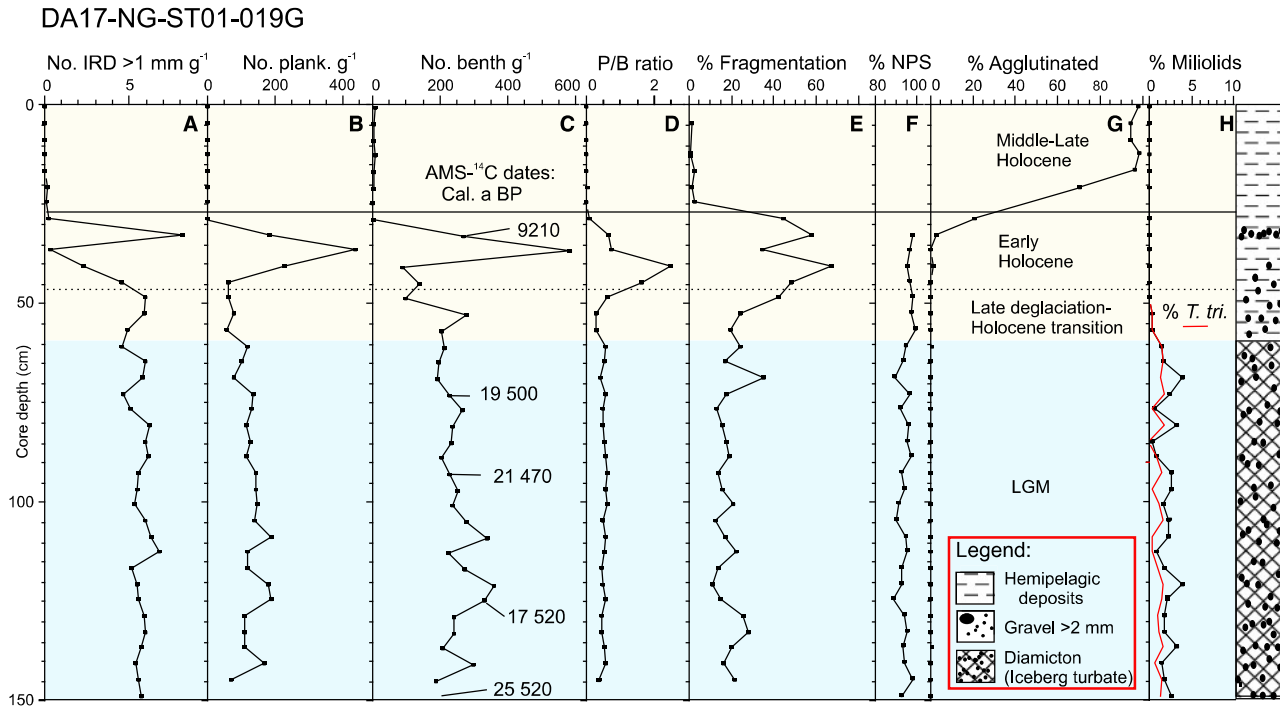 DA17-NG-ST01-019G
No. IRD >1 mm g⁻¹
No. plank. g⁻¹
No. benth g⁻¹
P/B ratio
% Fragmentation
% NPS
% Agglutinated
% Miliolids
0 5
0 200 400
0 200 400 600
0 2
0 20 40 60 80
80 100
0 20 40 60 80
0 5 10
A B C D E F G H
0
50
100
150
Core depth (cm)
AMS-¹⁴C dates:
Cal. a BP
9210
19 500
21 470
17 520
25 520
Middle-Late
Holocene
Early
Holocene
Late deglaciation-
Holocene transition
% T. tri.
LGM
Legend:
Hemipelagic
deposits
Gravel >2 mm
Diamicton
(Iceberg turbate)